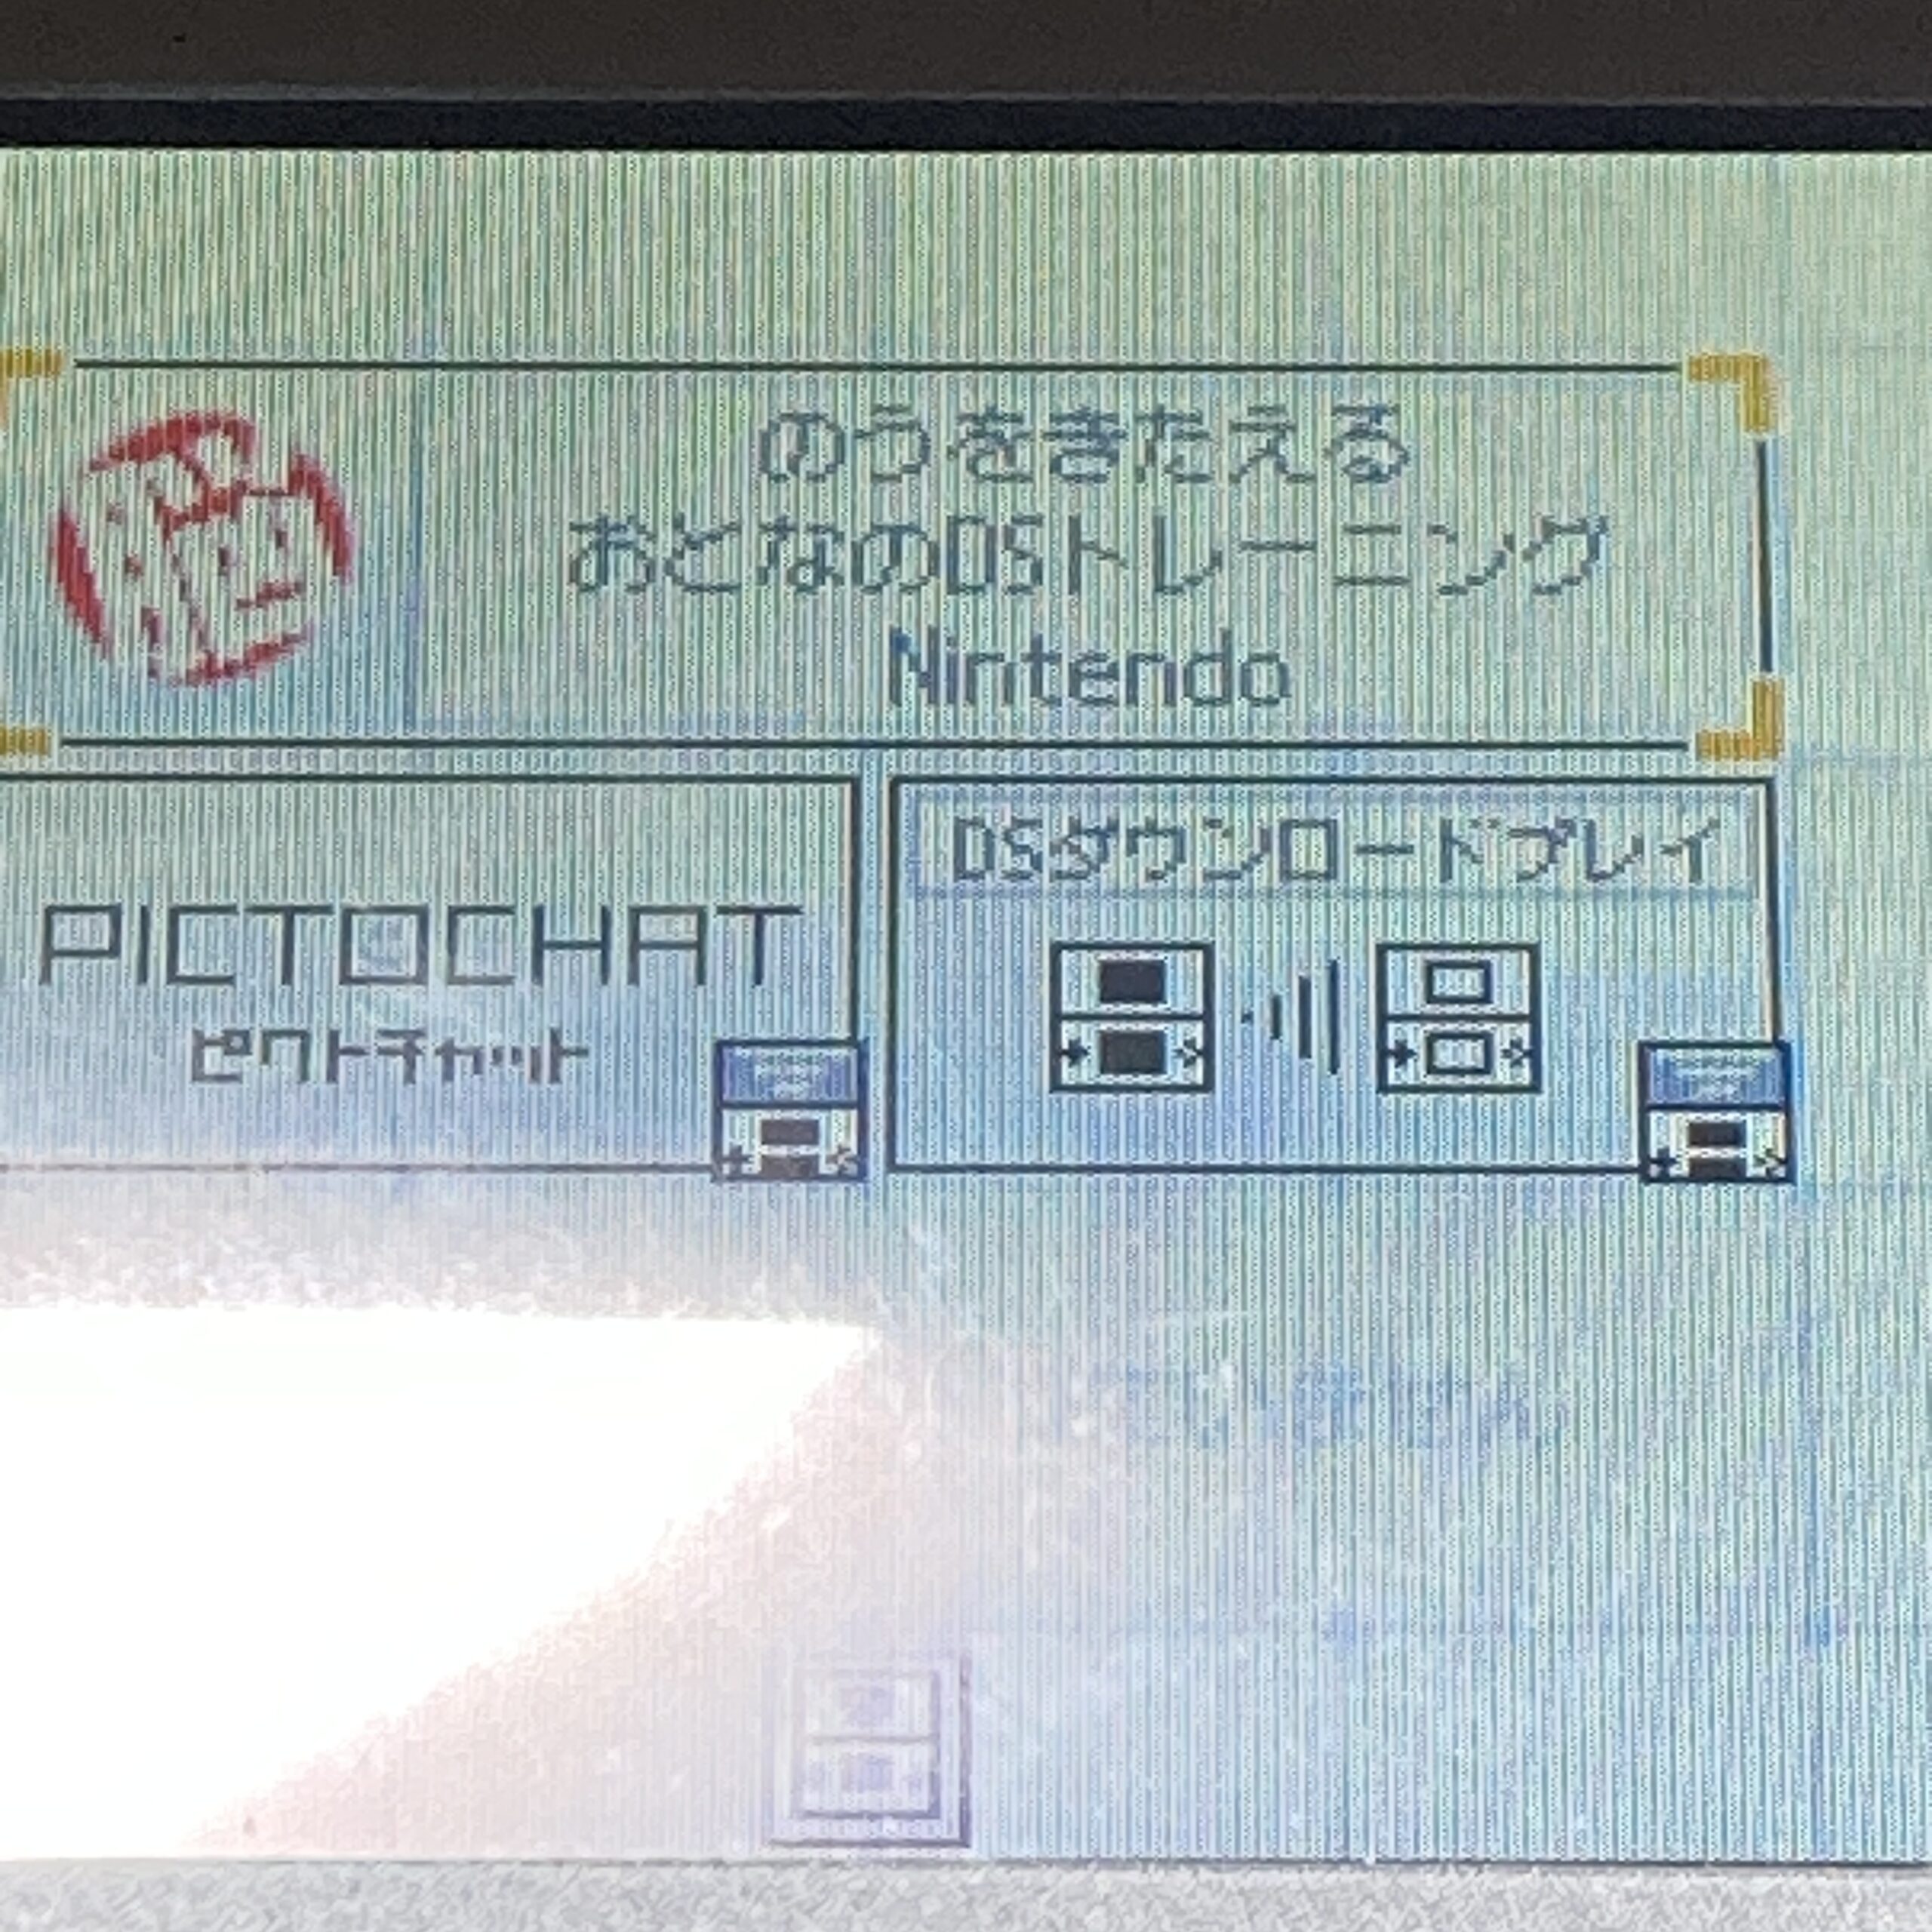 脳
のうをきたえる
おとなのDSトレーニング
Nintendo
PICTOCHAT
ピクトチャット
DSダウンロードプレイ